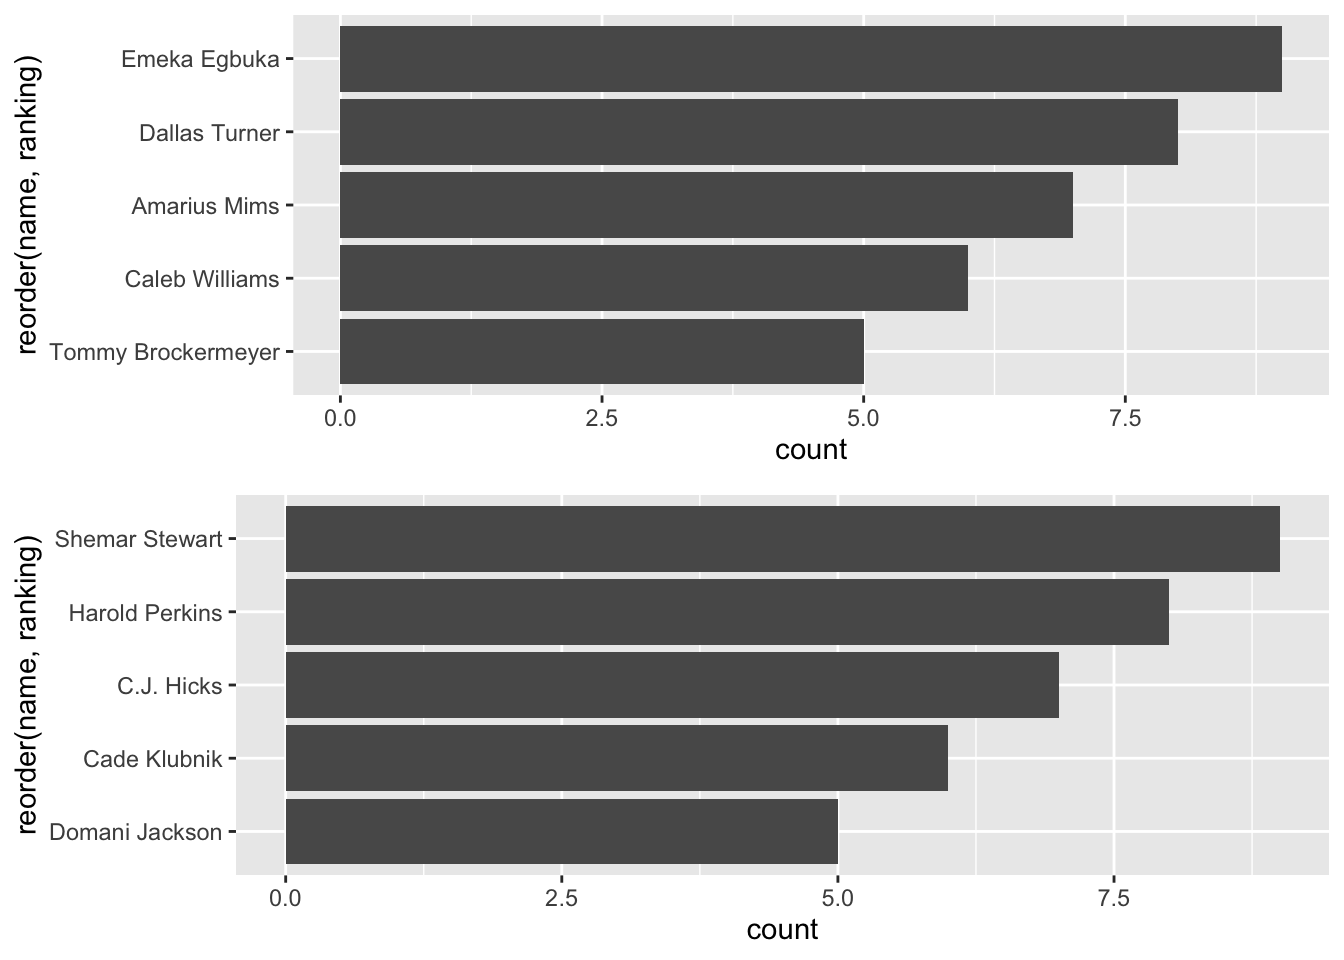 reorder(name, ranking)
Emeka Egbuka
Dallas Turner
Amarius Mims
Caleb Williams
Tommy Brockermeyer
0.0 2.5 5.0 7.5
count
reorder(name, ranking)
Shemar Stewart
Harold Perkins
C.J. Hicks
Cade Klubnik
Domani Jackson
0.0 2.5 5.0 7.5
count